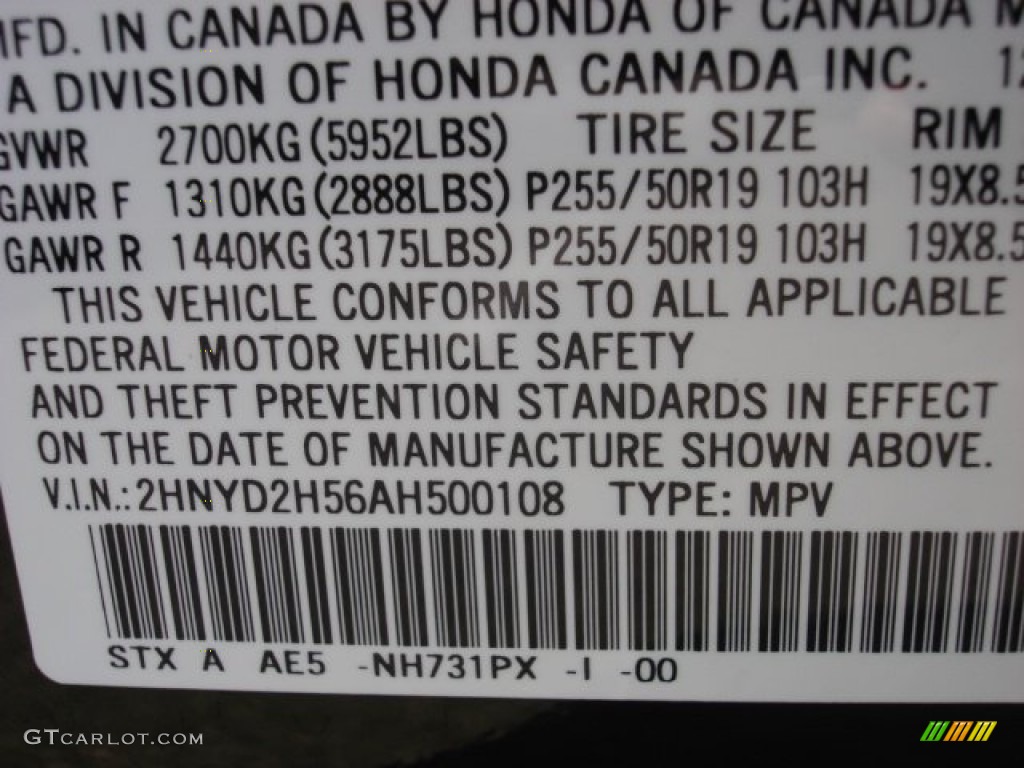 MFD. IN CANADA BY HONDA OF CANADA M
A DIVISION OF HONDA CANADA INC. 12
GVWR 2700KG (5952LBS) TIRE SIZE RIM
GAWR F 1310KG (2888LBS) P255/50R19 103H 19X8.5
GAWR R 1440KG (3175LBS) P255/50R19 103H 19X8.5
THIS VEHICLE CONFORMS TO ALL APPLICABLE
FEDERAL MOTOR VEHICLE SAFETY
AND THEFT PREVENTION STANDARDS IN EFFECT
ON THE DATE OF MANUFACTURE SHOWN ABOVE.
V.I.N.: 2HNYD2H56AH500108 TYPE: MPV
STX A AE5 -NH731PX -I -00
GTCARLOT.COM